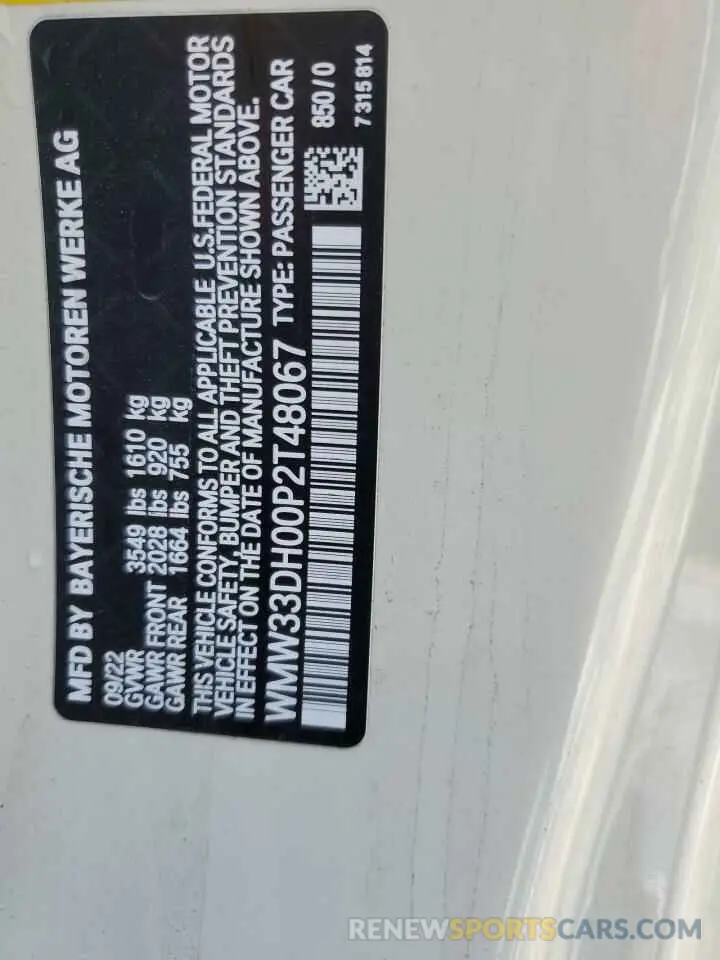 MFD BY BAYERISCHE MOTOREN WERKE AG
09/22
GVWR 3549 lbs 1610 kg
GAWR FRONT 2028 lbs 920 kg
GAWR REAR 1664 lbs 755 kg
THIS VEHICLE CONFORMS TO ALL APPLICABLE U.S.FEDERAL MOTOR
VEHICLE SAFETY, BUMPER AND THEFT PREVENTION STANDARDS
IN EFFECT ON THE DATE OF MANUFACTURE SHOWN ABOVE.
WMW33DH00P2T48067 TYPE: PASSENGER CAR
850/0
7 315 814
RENEWSPORTSCARS.COM